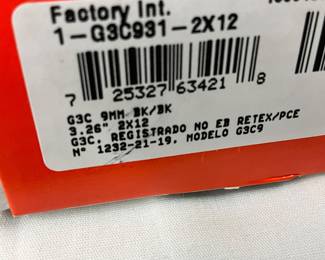 Factory Int.
1-G3C931-2X12
7 25327 63421 8
G3C 9MM BK/BK
3.26" 2X12
G3C, REGISTRADO NO EB RETEX/PCE
Nº 1232-21-19. MODELO G3C9